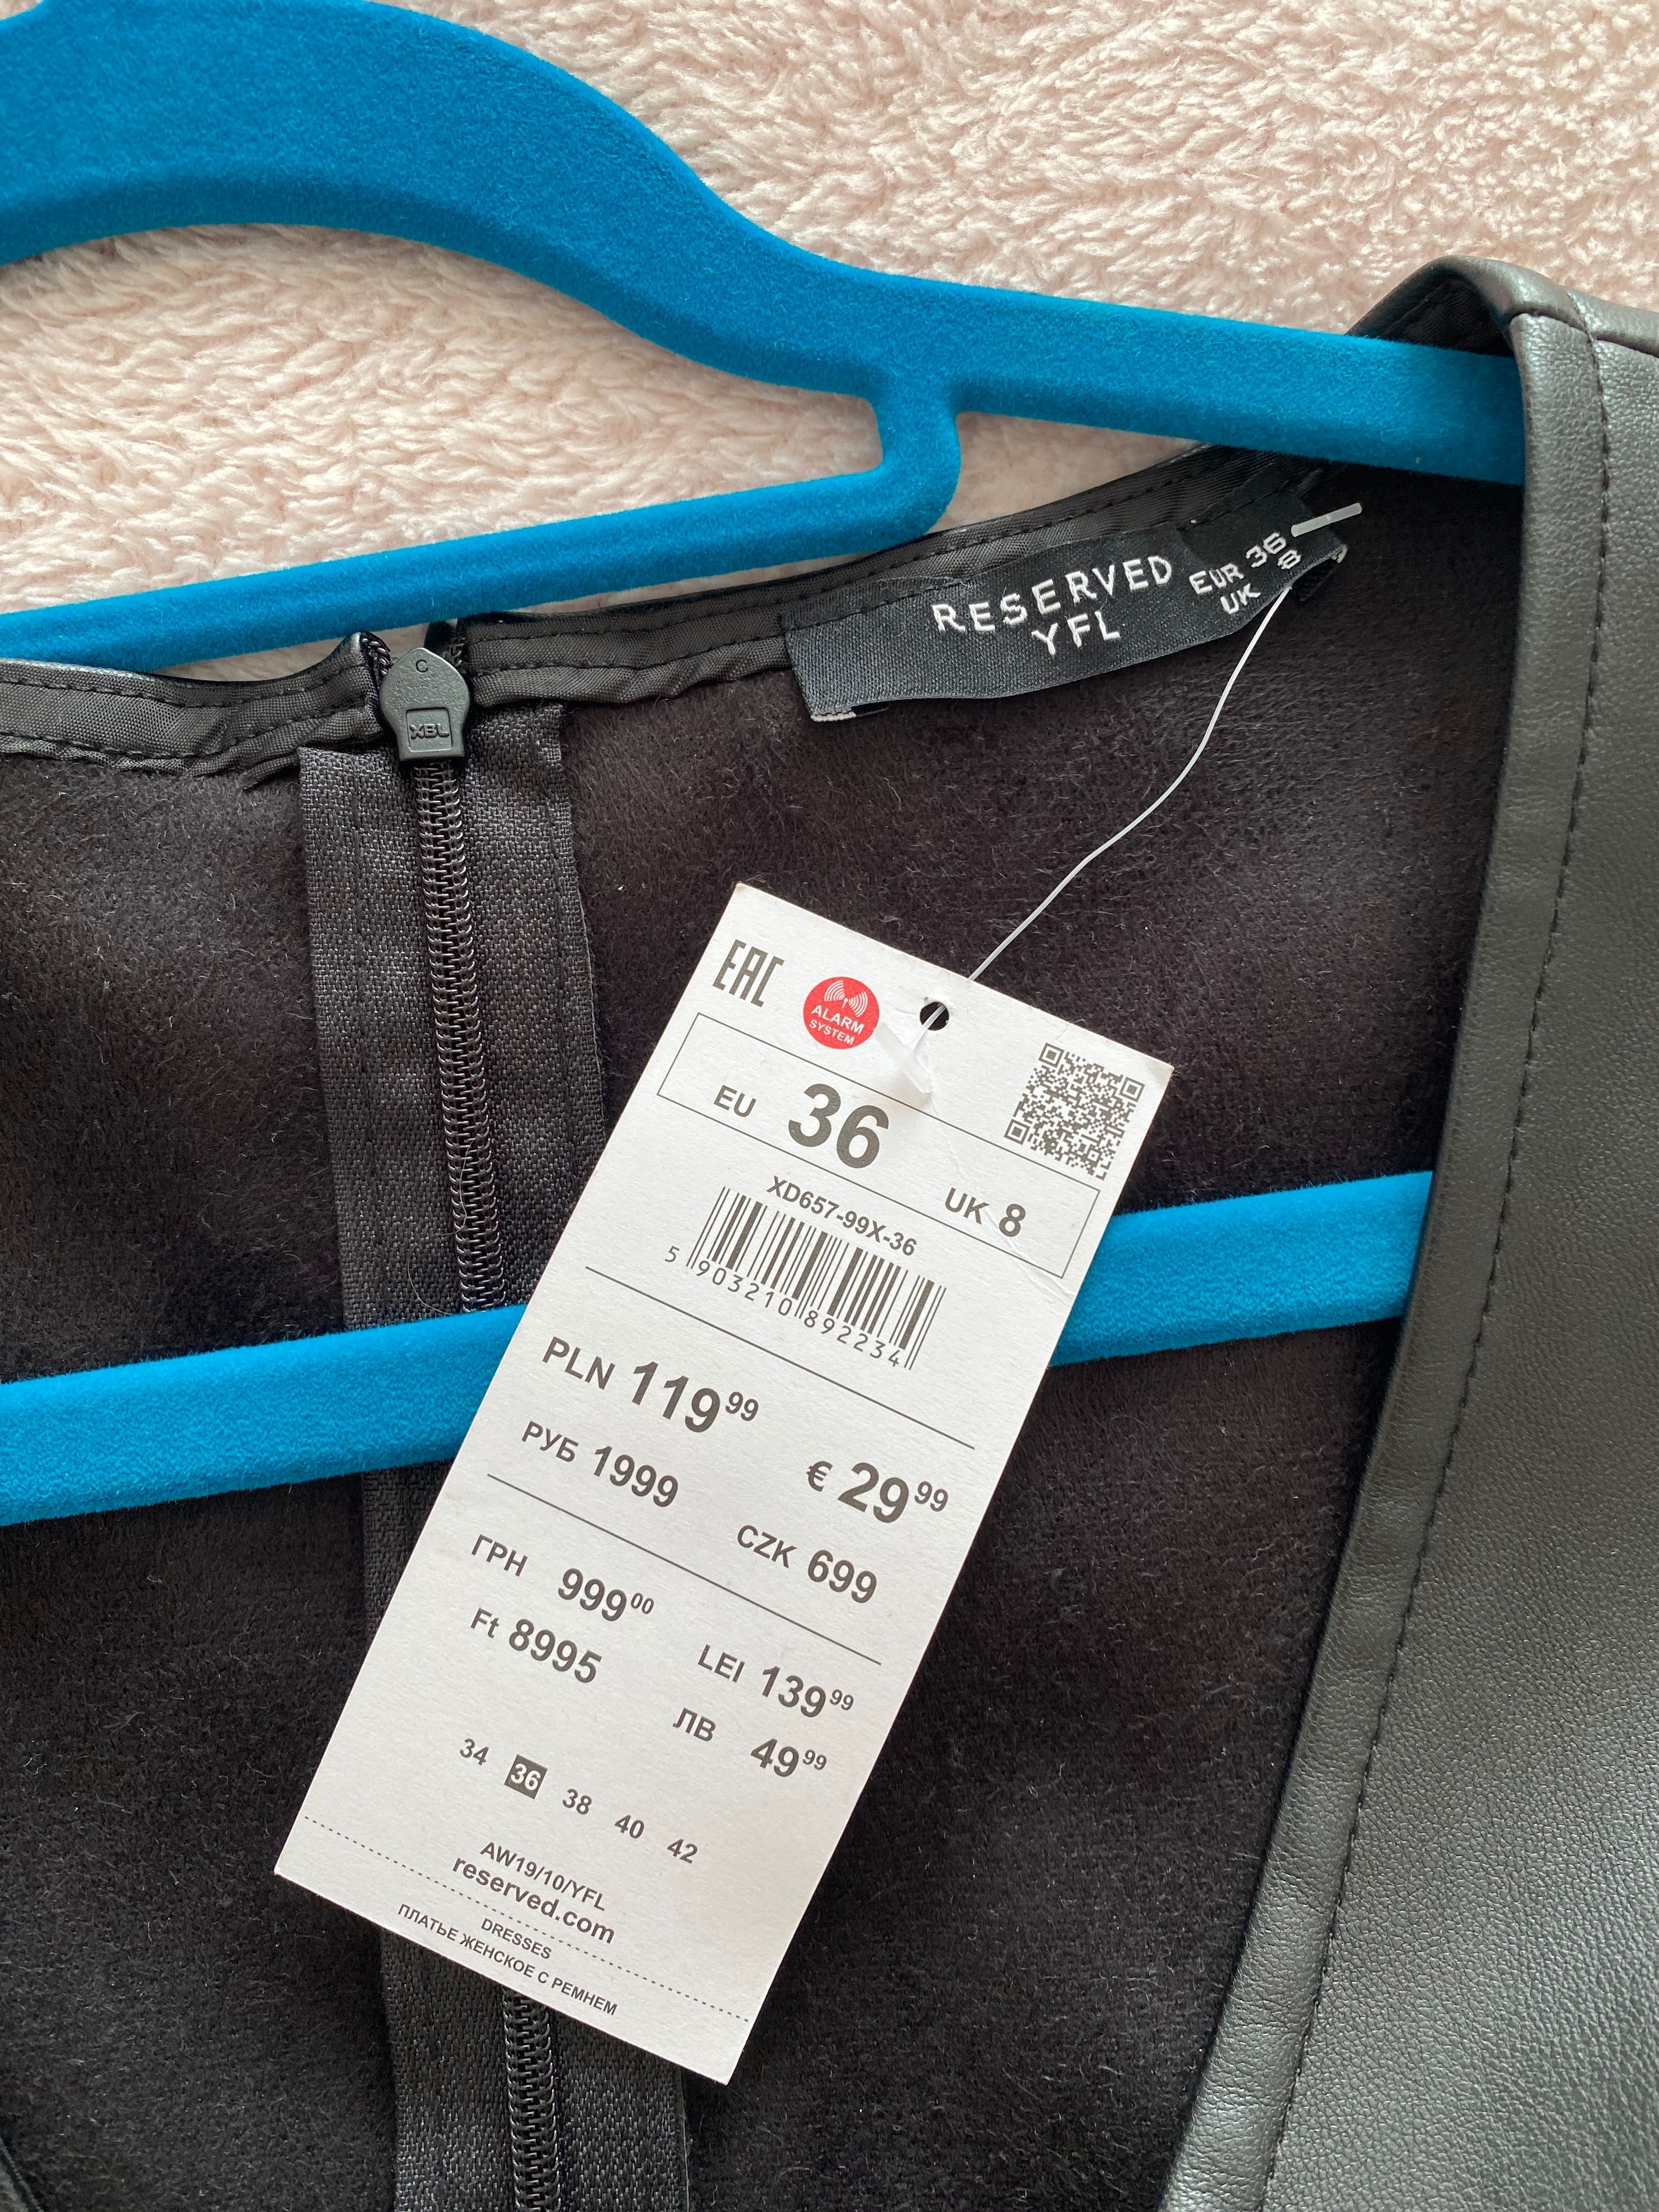 RESERVED
YFL
EUR 36
UK 8
C
XBL
EAC
ALARM
SYSTEM
EU 36
UK 8
XD657-99X-36
5 903210 892234
PLN 119 99
€ 29 99
РУБ 1999
CZK 699
ГРН 999 00
LEI 139 99
Ft 8995
ЛВ 49 99
34 36 38 40 42
AW19/10/YFL
reserved.com
DRESSES
ПЛАТЬЕ ЖЕНСКОЕ С РЕМНЕМ